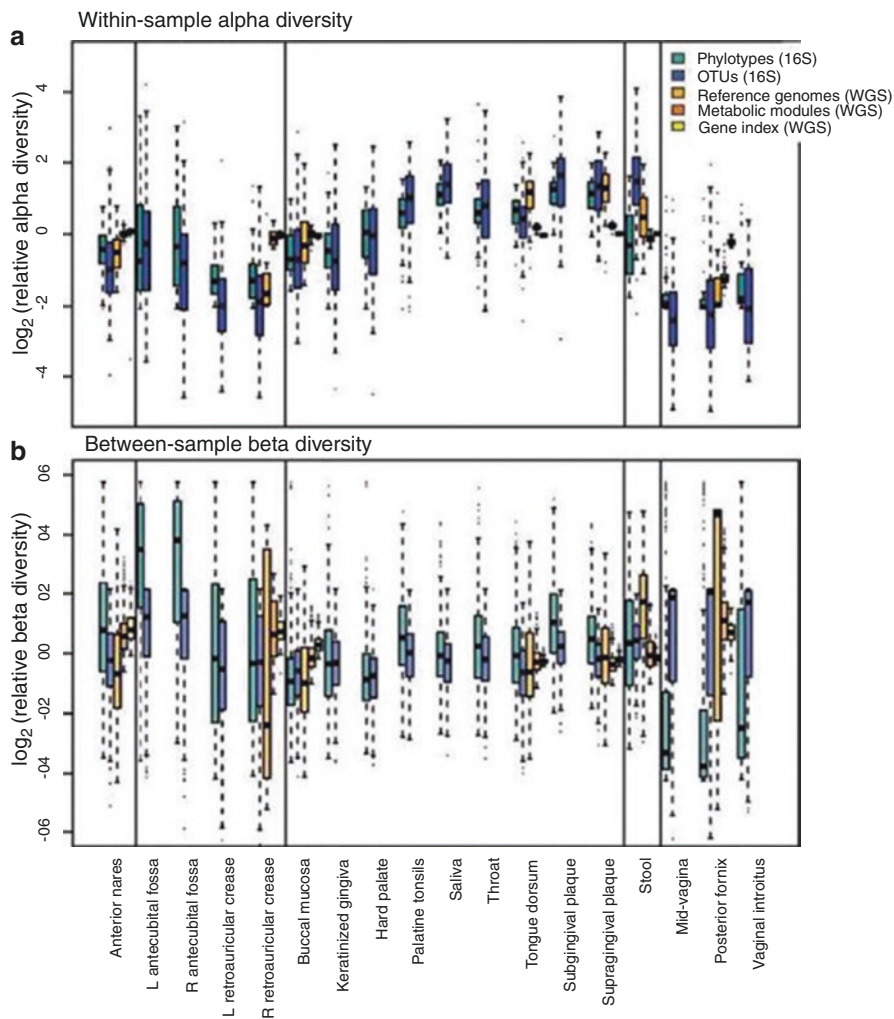 a Within-sample alpha diversity
Phylotypes (16S)
OTUs (16S)
Reference genomes (WGS)
Metabolic modules (WGS)
Gene index (WGS)
log2 (relative alpha diversity)
4
2
0
-2
-4
b Between-sample beta diversity
log2 (relative beta diversity)
06
04
02
00
-02
-04
-06
Anterior nares
L antecubital fossa
R antecubital fossa
L retroauricular crease
R retroauricular crease
Buccal mucosa
Keratinized gingiva
Hard palate
Palatine tonsils
Saliva
Throat
Tongue dorsum
Subgingival plaque
Supragingival plaque
Stool
Mid-vagina
Posterior fornix
Vaginal introitus